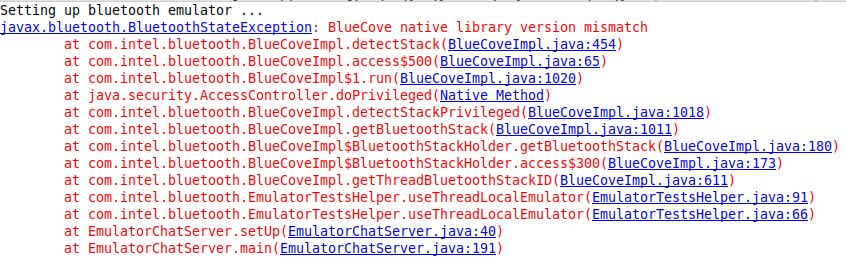 Setting up bluetooth emulator ...
javax.bluetooth.BluetoothStateException: BlueCove native library version mismatch
at com.intel.bluetooth.BlueCoveImpl.detectStack(BlueCoveImpl.java:454)
at com.intel.bluetooth.BlueCoveImpl.access$500(BlueCoveImpl.java:65)
at com.intel.bluetooth.BlueCoveImpl$1.run(BlueCoveImpl.java:1020)
at java.security.AccessController.doPrivileged(Native Method)
at com.intel.bluetooth.BlueCoveImpl.detectStackPrivileged(BlueCoveImpl.java:1018)
at com.intel.bluetooth.BlueCoveImpl.getBluetoothStack(BlueCoveImpl.java:1011)
at com.intel.bluetooth.BlueCoveImpl$BluetoothStackHolder.getBluetoothStack(BlueCoveImpl.java:180)
at com.intel.bluetooth.BlueCoveImpl$BluetoothStackHolder.access$300(BlueCoveImpl.java:173)
at com.intel.bluetooth.BlueCoveImpl.getThreadBluetoothStackID(BlueCoveImpl.java:611)
at com.intel.bluetooth.EmulatorTestsHelper.useThreadLocalEmulator(EmulatorTestsHelper.java:91)
at com.intel.bluetooth.EmulatorTestsHelper.useThreadLocalEmulator(EmulatorTestsHelper.java:66)
at EmulatorChatServer.setUp(EmulatorChatServer.java:40)
at EmulatorChatServer.main(EmulatorChatServer.java:191)